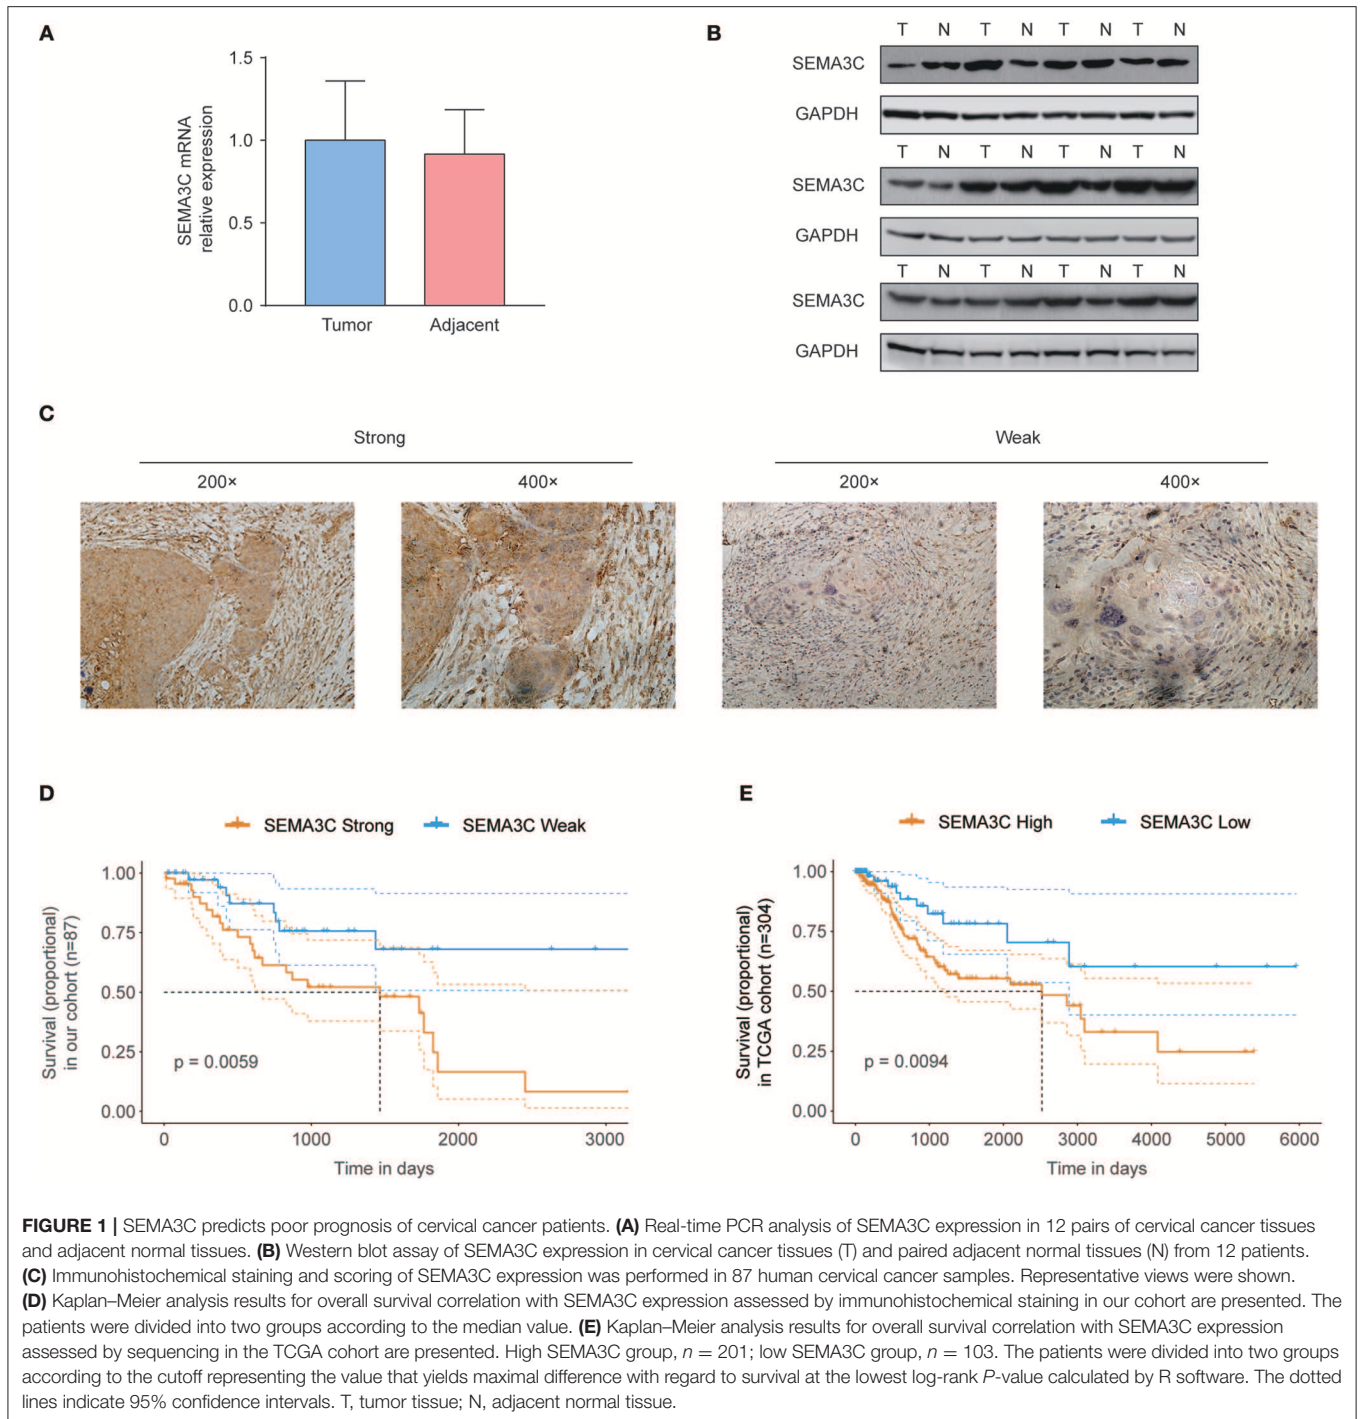 A
1.5
1.0
0.5
0.0
SEMA3C mRNA
relative expression
Tumor
Adjacent
B
T N T N T N T N
SEMA3C
GAPDH
T N T N T N T N
SEMA3C
GAPDH
T N T N T N T N
SEMA3C
GAPDH
C
Strong
Weak
200×
400×
200×
400×
D
SEMA3C Strong
SEMA3C Weak
Survival (proportional)
in our cohort (n=87)
1.00
0.75
0.50
0.25
0.00
p = 0.0059
0
1000
2000
3000
Time in days
E
SEMA3C High
SEMA3C Low
Survival (proportional)
in TCGA cohort (n=304)
1.00
0.75
0.50
0.25
0.00
p = 0.0094
0
1000
2000
3000
4000
5000
6000
Time in days
FIGURE 1 | SEMA3C predicts poor prognosis of cervical cancer patients. (A) Real-time PCR analysis of SEMA3C expression in 12 pairs of cervical cancer tissues
and adjacent normal tissues. (B) Western blot assay of SEMA3C expression in cervical cancer tissues (T) and paired adjacent normal tissues (N) from 12 patients.
(C) Immunohistochemical staining and scoring of SEMA3C expression was performed in 87 human cervical cancer samples. Representative views were shown.
(D) Kaplan–Meier analysis results for overall survival correlation with SEMA3C expression assessed by immunohistochemical staining in our cohort are presented. The
patients were divided into two groups according to the median value. (E) Kaplan–Meier analysis results for overall survival correlation with SEMA3C expression
assessed by sequencing in the TCGA cohort are presented. High SEMA3C group, n = 201; low SEMA3C group, n = 103. The patients were divided into two groups
according to the cutoff representing the value that yields maximal difference with regard to survival at the lowest log-rank P-value calculated by R software. The dotted
lines indicate 95% confidence intervals. T, tumor tissue; N, adjacent normal tissue.